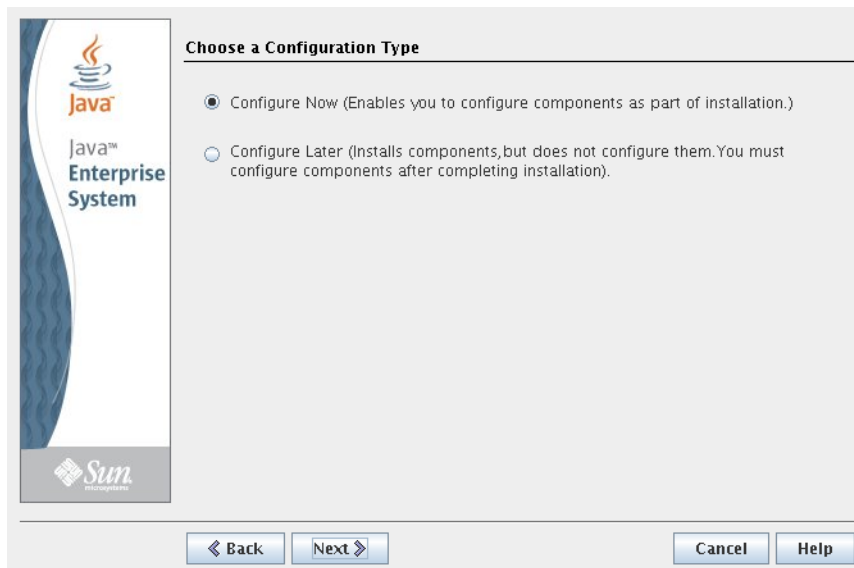 Java™
Java™
Enterprise
System
Sun
microsystems
Choose a Configuration Type
Configure Now (Enables you to configure components as part of installation.)
Configure Later (Installs components,but does not configure them.You must
configure components after completing installation).
Back
Next
Cancel
Help